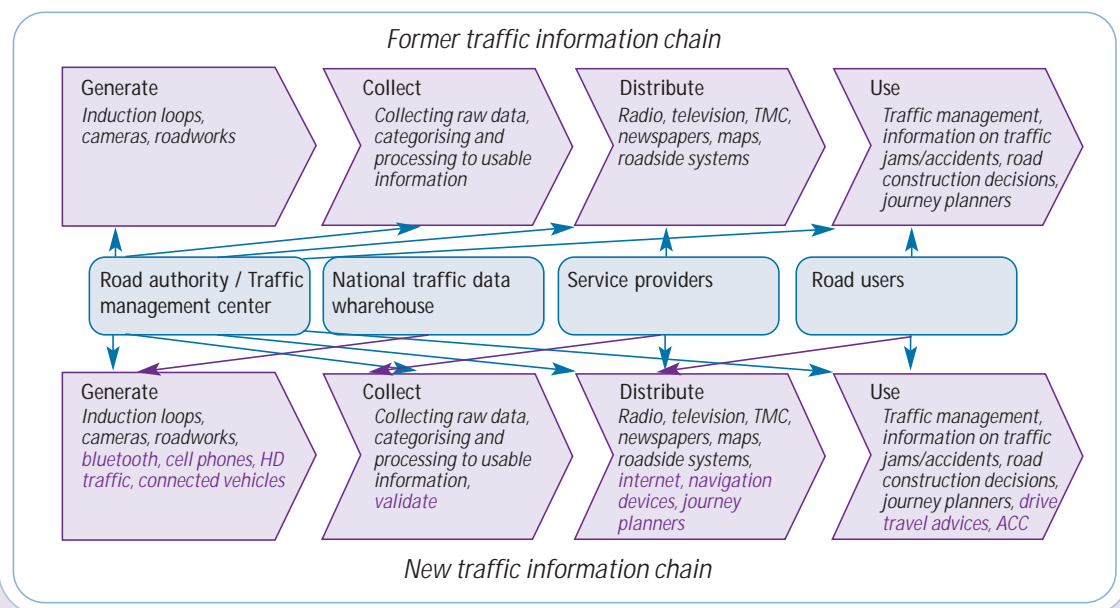 Former traffic information chain
Generate
Induction loops,
cameras, roadworks
Collect
Collecting raw data,
categorising and
processing to usable
information
Distribute
Radio, television, TMC,
newspapers, maps,
roadside systems
Use
Traffic management,
information on traffic
jams/accidents, road
construction decisions,
journey planners
Road authority / Traffic
management center
National traffic data
wharehouse
Service providers
Road users
Generate
Induction loops,
cameras, roadworks,
bluetooth, cell phones, HD
traffic, connected vehicles
Collect
Collecting raw data,
categorising and
processing to usable
information,
validate
Distribute
Radio, television, TMC,
newspapers, maps,
roadside systems,
internet, navigation
devices, journey
planners
Use
Traffic management,
information on traffic
jams/accidents, road
construction decisions,
journey planners, drive
travel advices, ACC
New traffic information chain